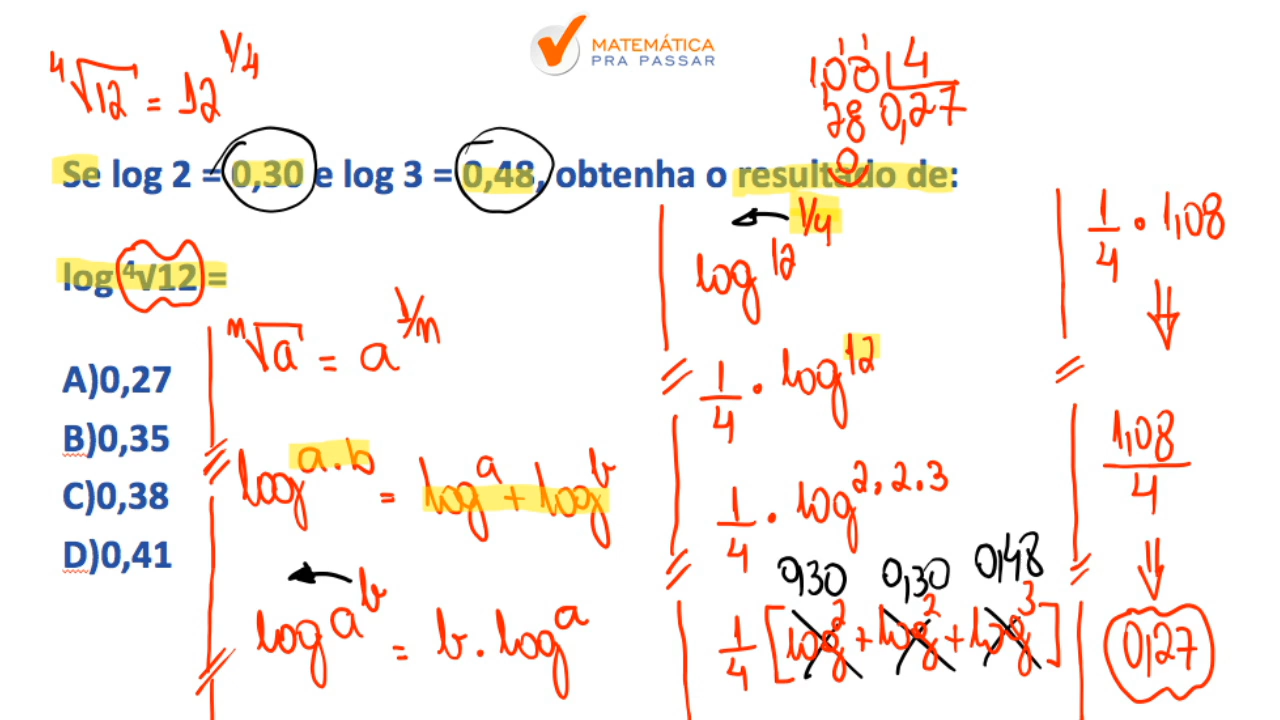 MATEMÁTICA
PRA PASSAR
⁴√12 = 12^1/4
1,08 | 4
28 0,27
0
Se log 2 = 0,30 e log 3 = 0,48, obtenha o resultado de:
log ⁴√12 =
A)0,27
B)0,35
C)0,38
D)0,41
ⁿ√a = a^1/n
log a.b = log a + log b
log a^b = b . log a
log 12^1/4
1/4 . log 12
1/4 . log 2.2.3
0,30 0,30 0,48
1/4 [log 2 + log 2 + log 3]
1/4 . 1,08
1,08/4
0,27